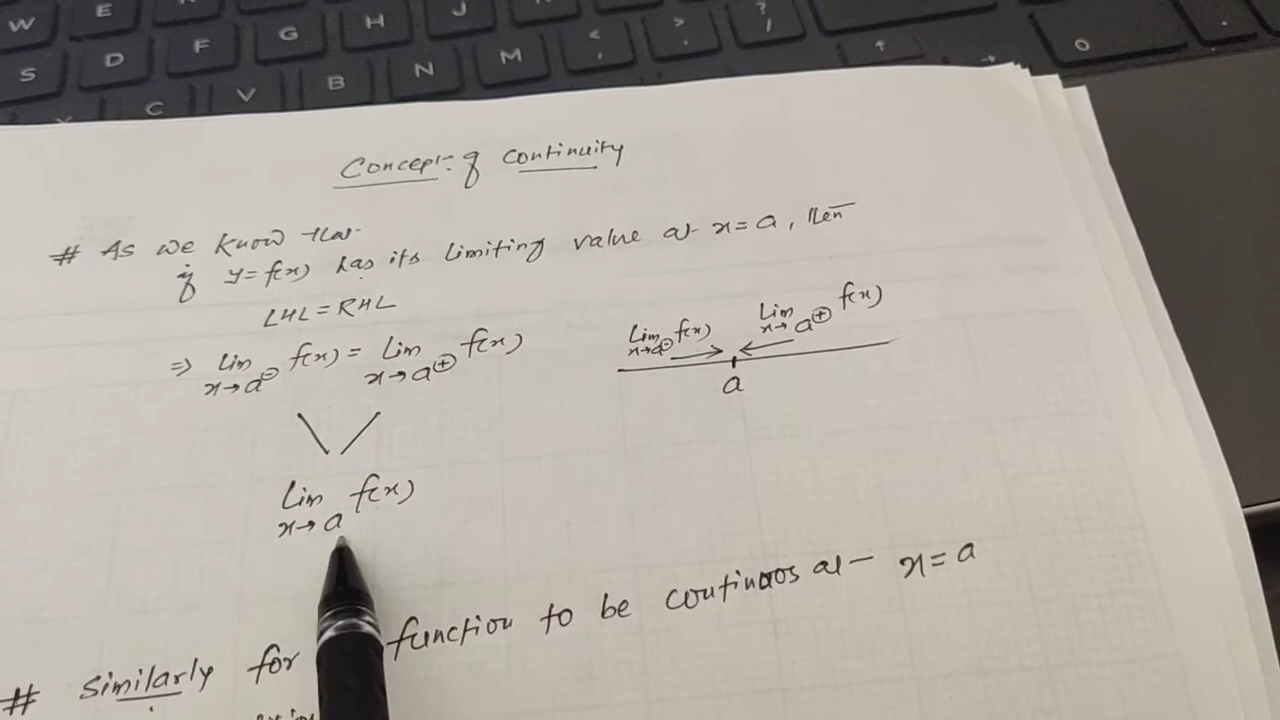 W E D F G H J S C V B N M < , > . ? /
Concept of Continuity
# As we know that
if y=f(x) has its limiting value at x=a, then
LHL=RHL
⇒ Lim x→a⊖ f(x) = Lim x→a⊕ f(x)
Lim x→a⊖ f(x) Lim x→a⊕ f(x)
a
Lim x→a f(x)
# Similarly for function to be continuos at x=a